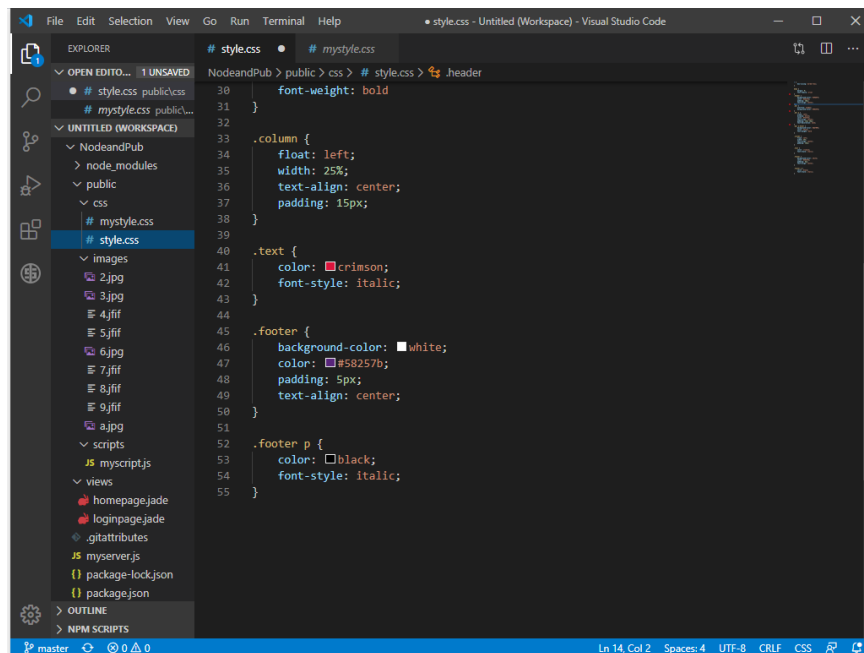 File Edit Selection View Go Run Terminal Help ● style.css - Untitled (Workspace) - Visual Studio Code
EXPLORER
# style.css ● # mystyle.css
OPEN EDITO... 1 UNSAVED
● # style.css public\css
# mystyle.css public\...
UNTITLED (WORKSPACE)
NodeandPub
node_modules
public
css
# mystyle.css
# style.css
images
2.jpg
3.jpg
4.jfif
5.jfif
6.jpg
7.jfif
8.jfif
9.jfif
a.jpg
scripts
JS myscript.js
views
homepage.jade
loginpage.jade
.gitattributes
JS myserver.js
{} package-lock.json
{} package.json
OUTLINE
NPM SCRIPTS
1
NodeandPub > public > css > # style.css > .header
30 font-weight: bold
31 }
32
33 .column {
34 float: left;
35 width: 25%;
36 text-align: center;
37 padding: 15px;
38 }
39
40 .text {
41 color: crimson;
42 font-style: italic;
43 }
44
45 .footer {
46 background-color: white;
47 color: #58257b;
48 padding: 5px;
49 text-align: center;
50 }
51
52 .footer p {
53 color: black;
54 font-style: italic;
55 }
master 0 0 Ln 14, Col 2 Spaces: 4 UTF-8 CRLF CSS